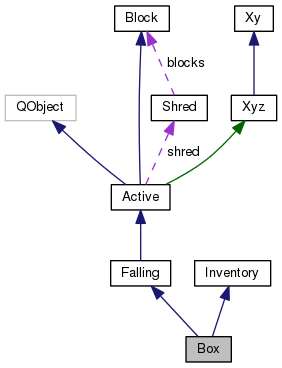 Block
Xy
blocks
QObject
Shred
Xyz
shred
Active
Falling
Inventory
Box